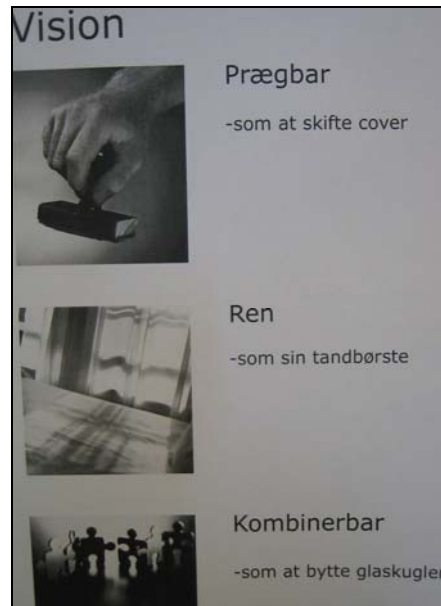 Vision
Prægbar
-som at skifte cover
Ren
-som sin tandbørste
Kombinerbar
-som at bytte glaskugler